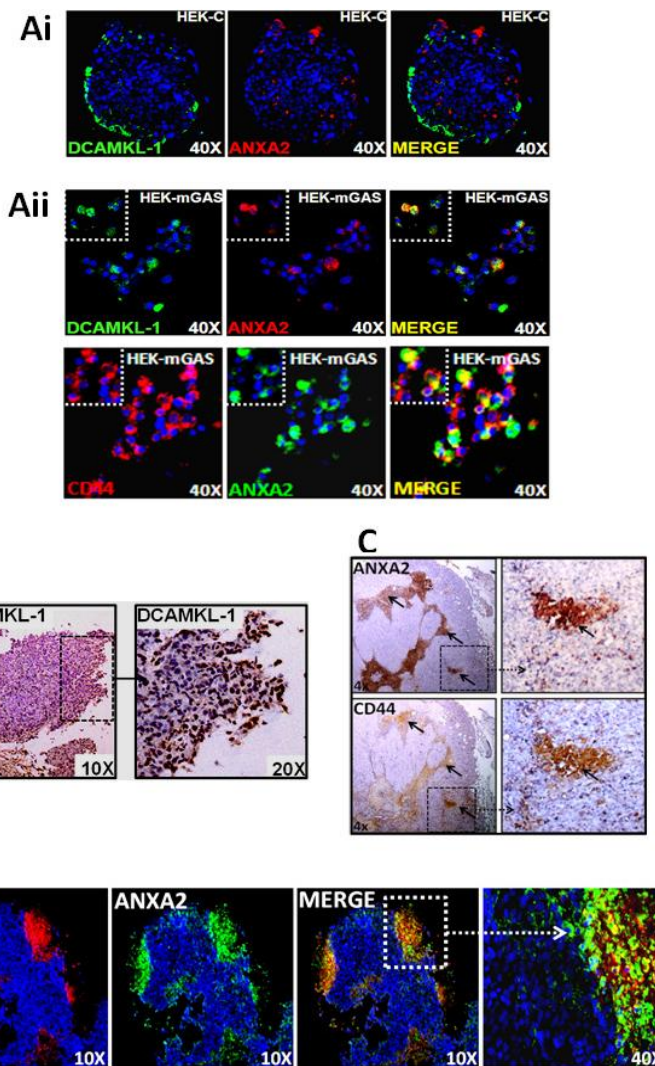 Ai
HEK-C
HEK-C
HEK-C
DCAMKL-1
40X
ANXA2
40X
MERGE
40X
Aii
HEK-mGAS
HEK-mGAS
HEK-mGAS
DCAMKL-1
40X
ANXA2
40X
MERGE
40X
HEK-mGAS
HEK-mGAS
HEK-mGAS
CD44
40X
ANXA2
40X
MERGE
40X
MKL-1
10X
DCAMKL-1
20X
C
ANXA2
4x
CD44
4x
10X
ANXA2
10X
MERGE
10X
40X